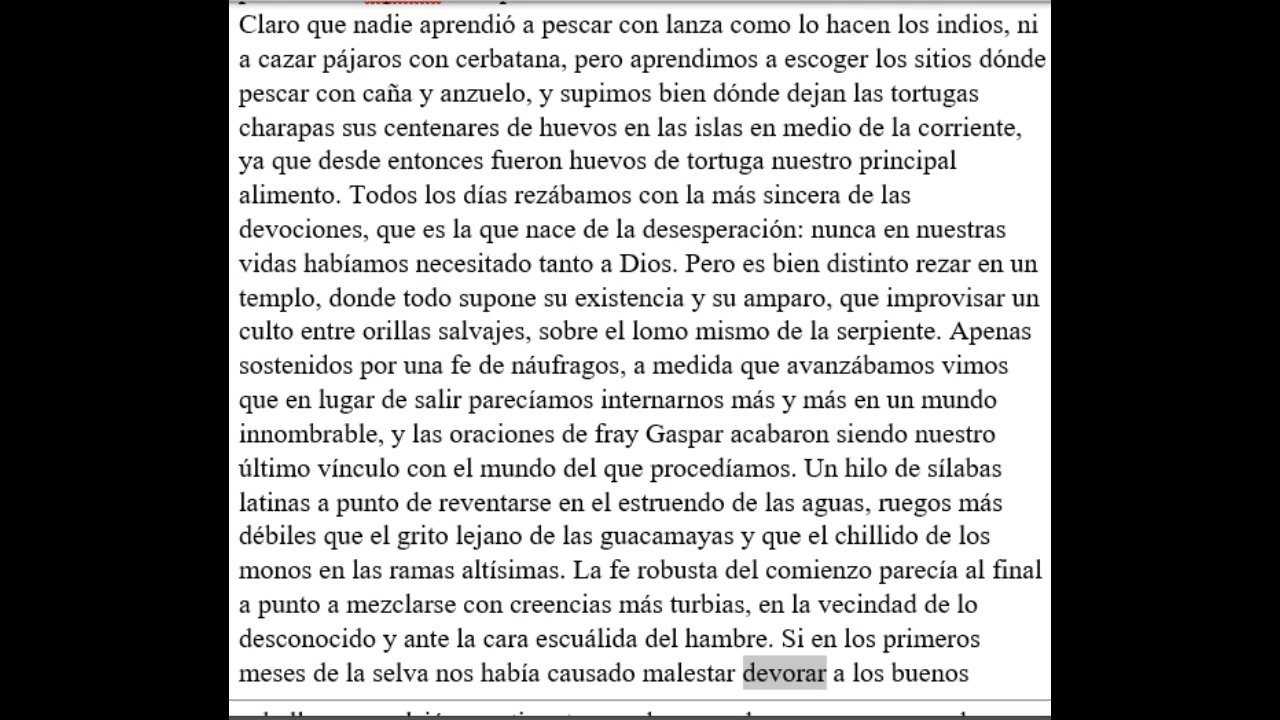 Claro que nadie aprendió a pescar con lanza como lo hacen los indios, ni
a cazar pájaros con cerbatana, pero aprendimos a escoger los sitios dónde
pescar con caña y anzuelo, y supimos bien dónde dejan las tortugas
charapas sus centenares de huevos en las islas en medio de la corriente,
ya que desde entonces fueron huevos de tortuga nuestro principal
alimento. Todos los días rezábamos con la más sincera de las
devociones, que es la que nace de la desesperación: nunca en nuestras
vidas habíamos necesitado tanto a Dios. Pero es bien distinto rezar en un
templo, donde todo supone su existencia y su amparo, que improvisar un
culto entre orillas salvajes, sobre el lomo mismo de la serpiente. Apenas
sostenidos por una fe de náufragos, a medida que avanzábamos vimos
que en lugar de salir parecíamos internarnos más y más en un mundo
innombrable, y las oraciones de fray Gaspar acabaron siendo nuestro
último vínculo con el mundo del que procedíamos. Un hilo de sílabas
latinas a punto de reventarse en el estruendo de las aguas, ruegos más
débiles que el grito lejano de las guacamayas y que el chillido de los
monos en las ramas altísimas. La fe robusta del comienzo parecía al final
a punto a mezclarse con creencias más turbias, en la vecindad de lo
desconocido y ante la cara escuálida del hambre. Si en los primeros
meses de la selva nos había causado malestar devorar a los buenos